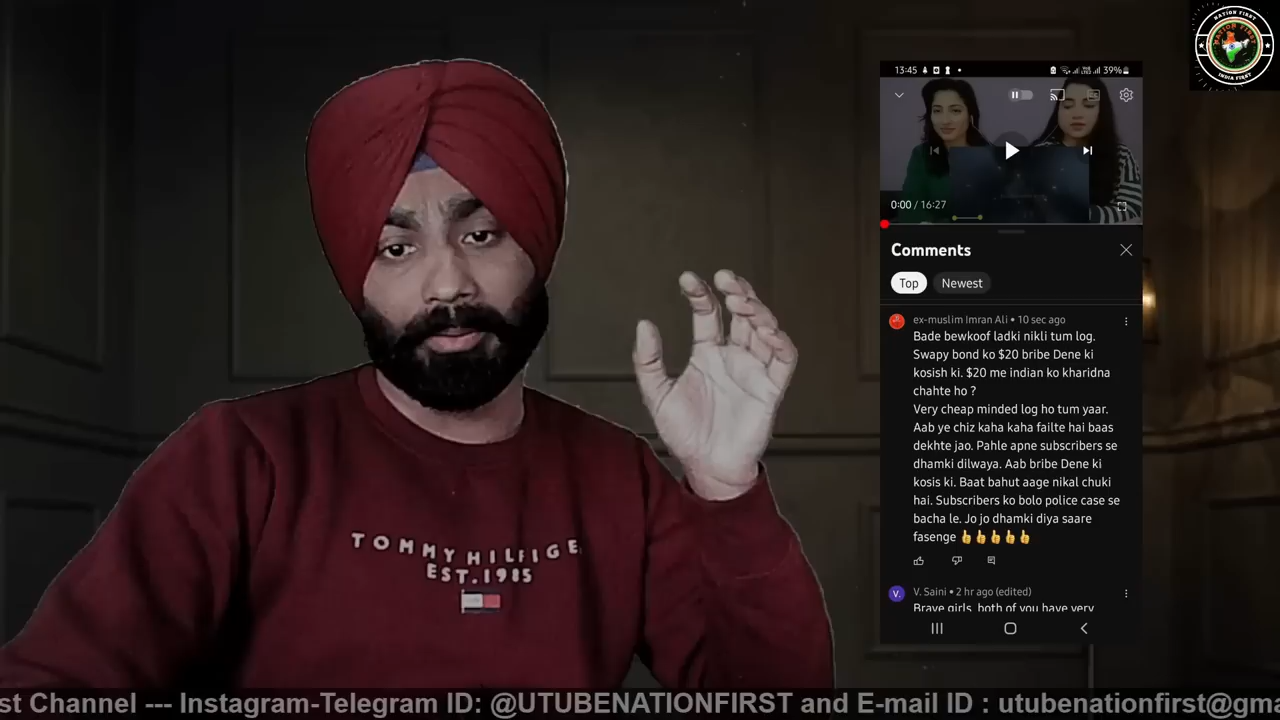 NATION FIRST
NATION FIRST
INDIA FIRST
13:45
39%
0:00 / 16:27
Comments
Top
Newest
ex-muslim Imran Ali • 10 sec ago
Bade bewkoof ladki nikli tum log.
Swapy bond ko $20 bribe Dene ki
kosish ki. $20 me indian ko kharidna
chahte ho ?
Very cheap minded log ho tum yaar.
Aab ye chiz kaha kaha failte hai baas
dekhte jao. Pahle apne subscribers se
dhamki dilwaya. Aab bribe Dene ki
kosis ki. Baat bahut aage nikal chuki
hai. Subscribers ko bolo police case se
bacha le. Jo jo dhamki diya saare
fasenge 👍👍👍👍👍
V.
V. Saini • 2 hr ago (edited)
Brave girls, both of you have very
TOMMY HILFIGE
EST.1985
st Channel --- Instagram-Telegram ID: @UTUBENATIONFIRST and E-mail ID : utubenationfirst@gma